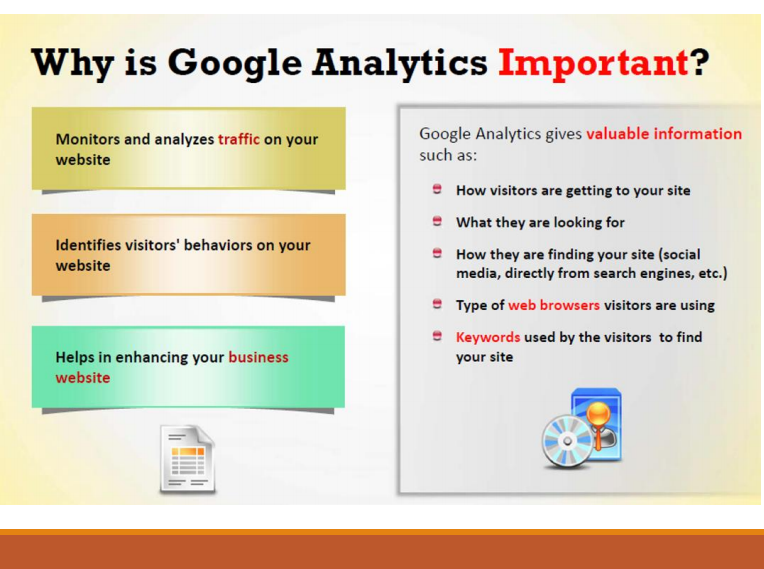 Why is Google Analytics Important?
Monitors and analyzes traffic on your
website
Identifies visitors' behaviors on your
website
Helps in enhancing your business
website
Google Analytics gives valuable information
such as:
How visitors are getting to your site
What they are looking for
How they are finding your site (social
media, directly from search engines, etc.)
Type of web browsers visitors are using
Keywords used by the visitors to find
your site